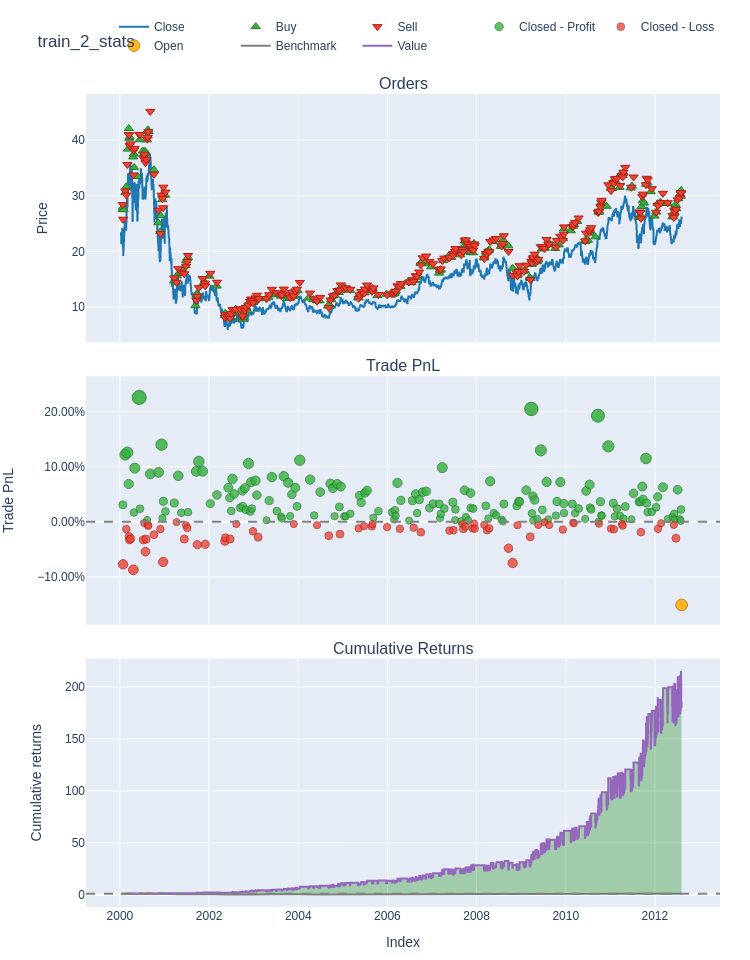 train_2_stats
Close
Buy
Sell
Closed - Profit
Closed - Loss
Open
Benchmark
Value
Orders
40
30
20
10
Price
Trade PnL
20.00%
10.00%
0.00%
−10.00%
Trade PnL
Cumulative Returns
200
150
100
50
0
Cumulative returns
2000
2002
2004
2006
2008
2010
2012
Index